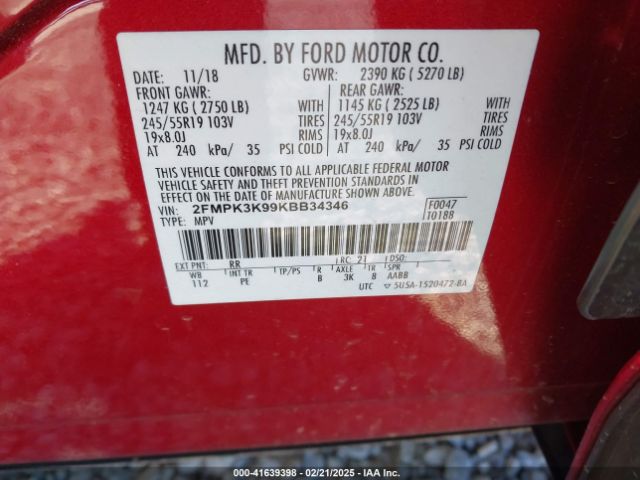 MFD. BY FORD MOTOR CO.
DATE: 11/18 GVWR: 2390 KG ( 5270 LB)
FRONT GAWR: REAR GAWR:
1247 KG ( 2750 LB) WITH 1145 KG ( 2525 LB)
245/55R19 103V TIRES 245/55R19 103V
19x8.0J RIMS 19x8.0J
AT 240 kPa/ 35 PSI COLD AT 240 kPa/ 35 PSI COLD
WITH
TIRES
RIMS
THIS VEHICLE CONFORMS TO ALL APPLICABLE FEDERAL MOTOR
VEHICLE SAFETY AND THEFT PREVENTION STANDARDS IN
EFFECT ON THE DATE OF MANUFACTURE SHOWN ABOVE.
VIN: 2FMPK3K99KBB34346 F0047
TYPE: MPV T0188
EXT PNT: RR RC: 21 DSO:
WB INT TR TP/PS R AXLE TR SPR
112 PE B 3K 8 AABB
UTC 5USA-1520472-BA
000-41639398 - 02/21/2025 - IAA Inc.